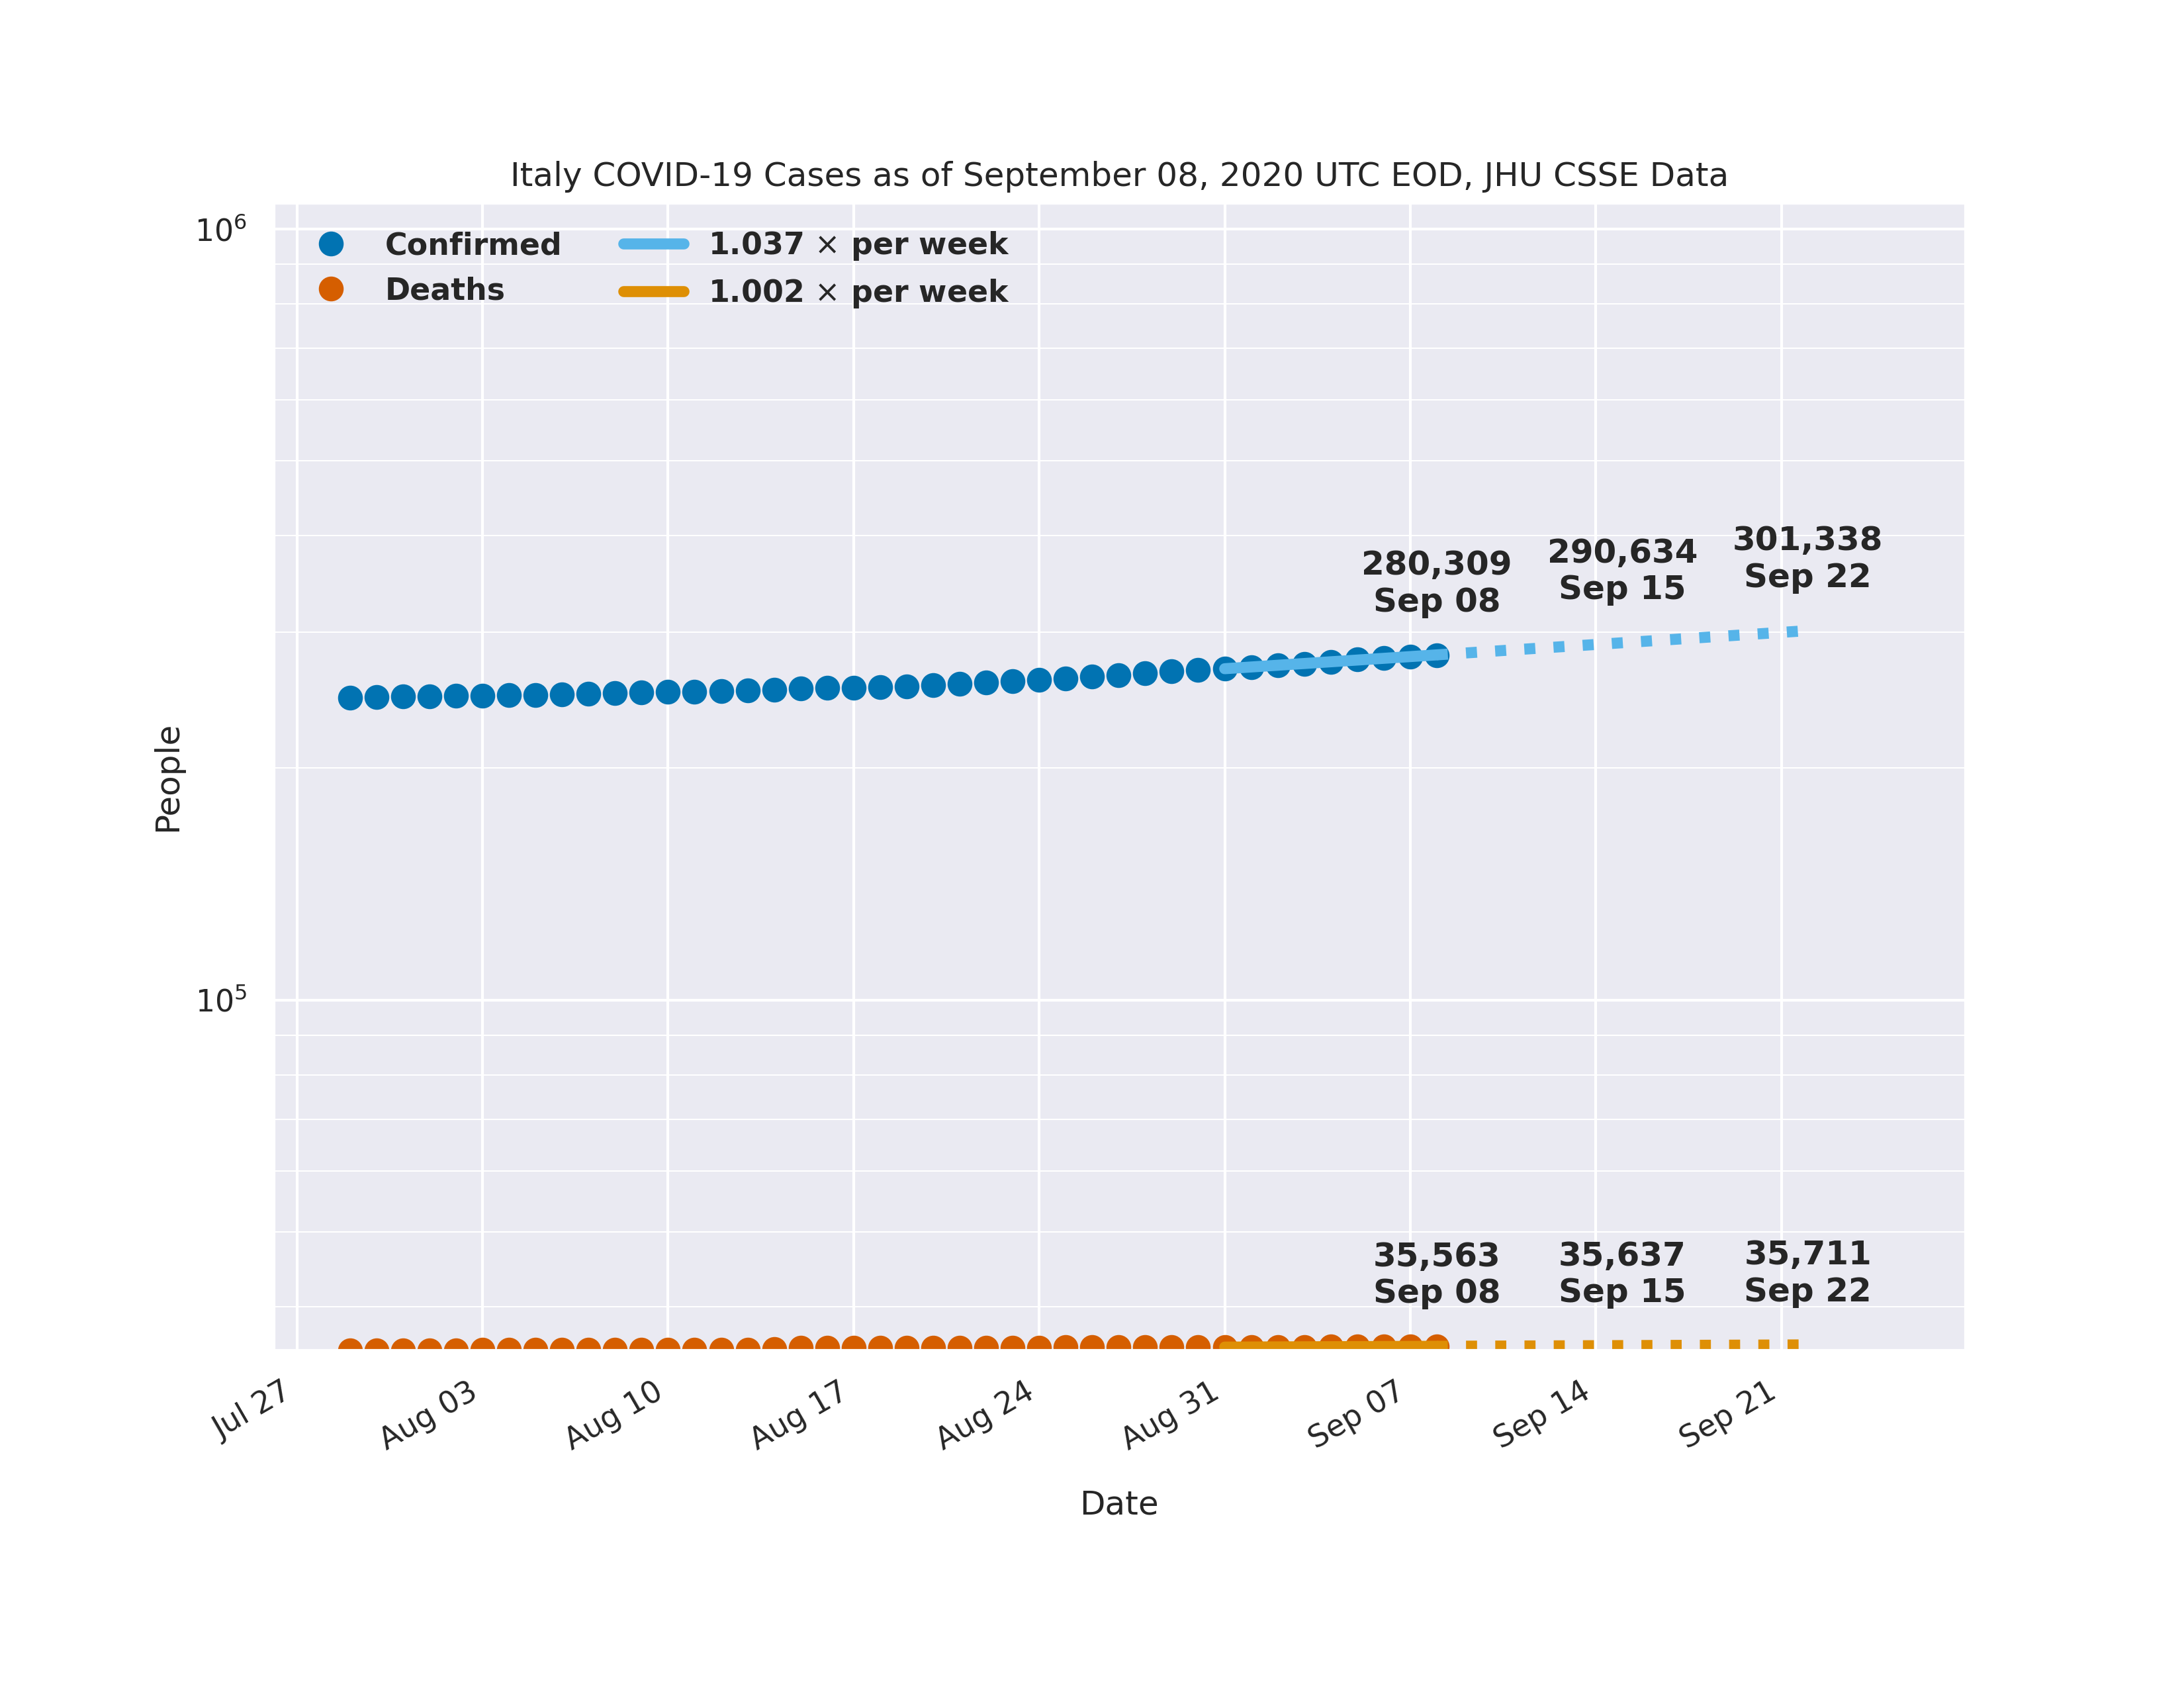 Italy COVID-19 Cases as of September 08, 2020 UTC EOD, JHU CSSE Data
10⁶
Confirmed
Deaths
1.037 × per week
1.002 × per week
280,309
Sep 08
290,634
Sep 15
301,338
Sep 22
People
10⁵
35,563
Sep 08
35,637
Sep 15
35,711
Sep 22
Jul 27
Aug 03
Aug 10
Aug 17
Aug 24
Aug 31
Sep 07
Sep 14
Sep 21
Date